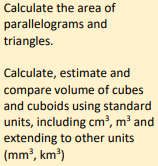 Calculate the area of
parallelograms and
triangles.
Calculate, estimate and
compare volume of cubes
and cuboids using standard
units, including cm³, m³ and
extending to other units
(mm³, km³)